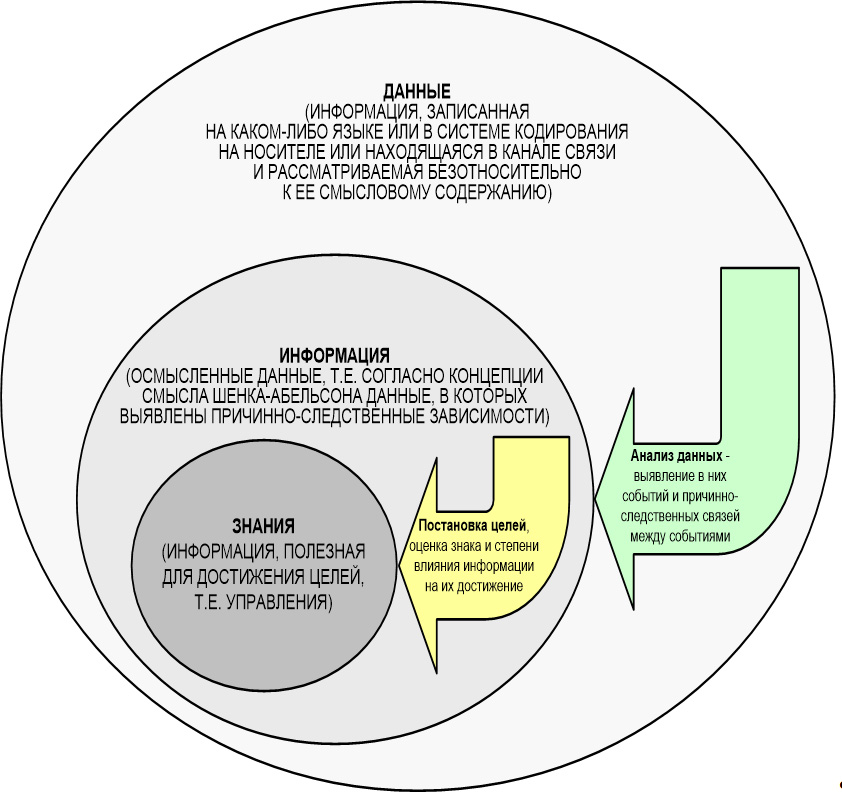 ДАННЫЕ
(ИНФОРМАЦИЯ, ЗАПИСАННАЯ
НА КАКОМ-ЛИБО ЯЗЫКЕ ИЛИ В СИСТЕМЕ КОДИРОВАНИЯ
НА НОСИТЕЛЕ ИЛИ НАХОДЯЩАЯСЯ В КАНАЛЕ СВЯЗИ
И РАССМАТРИВАЕМАЯ БЕЗОТНОСИТЕЛЬНО
К ЕЕ СМЫСЛОВОМУ СОДЕРЖАНИЮ)
ИНФОРМАЦИЯ
(ОСМЫСЛЕННЫЕ ДАННЫЕ, Т.Е. СОГЛАСНО КОНЦЕПЦИИ
СМЫСЛА ШЕНКА-АБЕЛЬСОНА ДАННЫЕ, В КОТОРЫХ
ВЫЯВЛЕНЫ ПРИЧИННО-СЛЕДСТВЕННЫЕ ЗАВИСИМОСТИ)
Анализ данных -
выявление в них
событий и причинно-
следственных связей
между событиями
Постановка целей,
оценка знака и степени
влияния информации
на их достижение
ЗНАНИЯ
(ИНФОРМАЦИЯ, ПОЛЕЗНАЯ
ДЛЯ ДОСТИЖЕНИЯ ЦЕЛЕЙ,
Т.Е. УПРАВЛЕНИЯ)